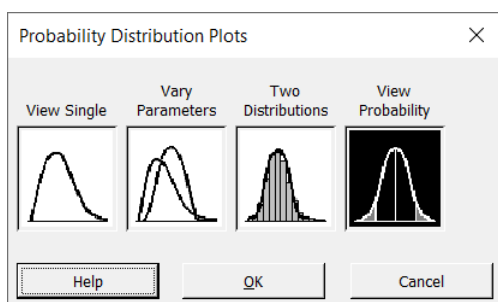 Probability Distribution Plots
View Single
Vary
Parameters
Two
Distributions
View
Probability
Help
OK
Cancel